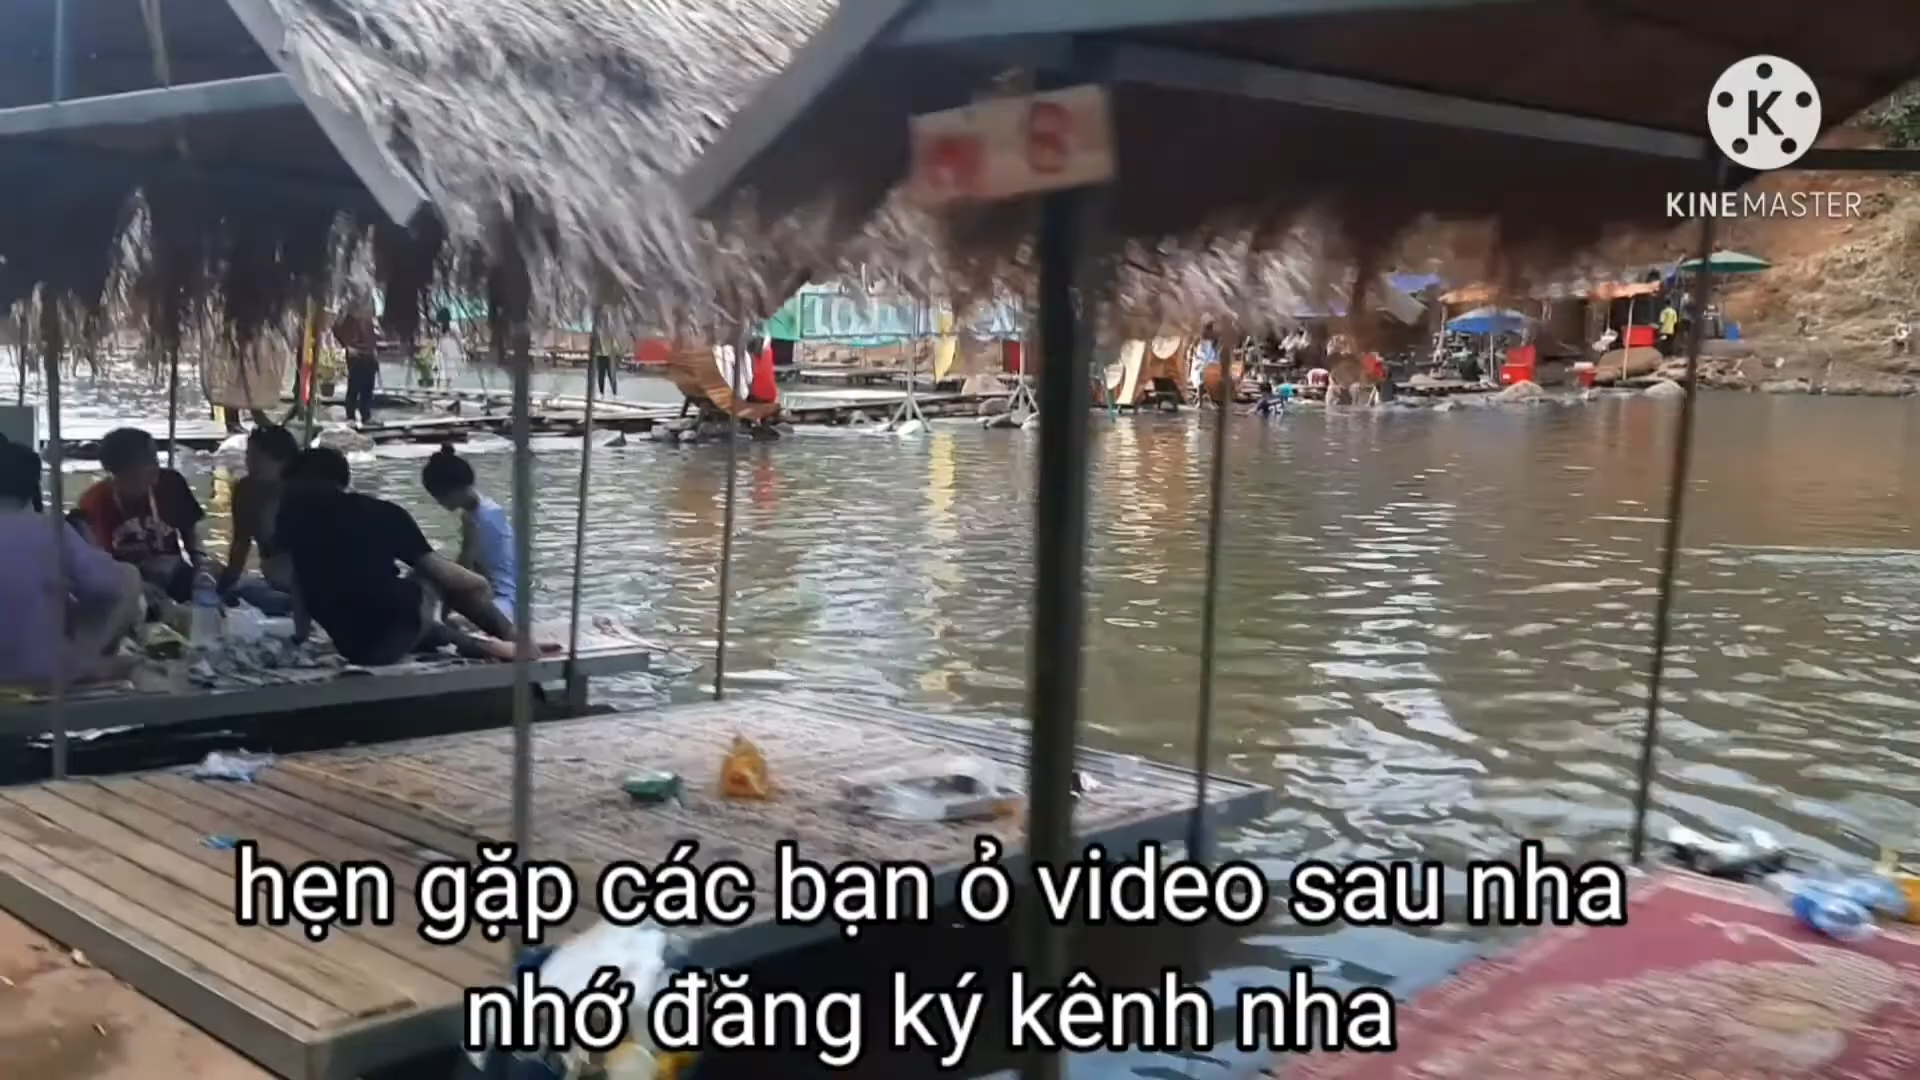 K
KINEMASTER
hẹn gặp các bạn ỏ video sau nha
nhớ đăng ký kênh nha